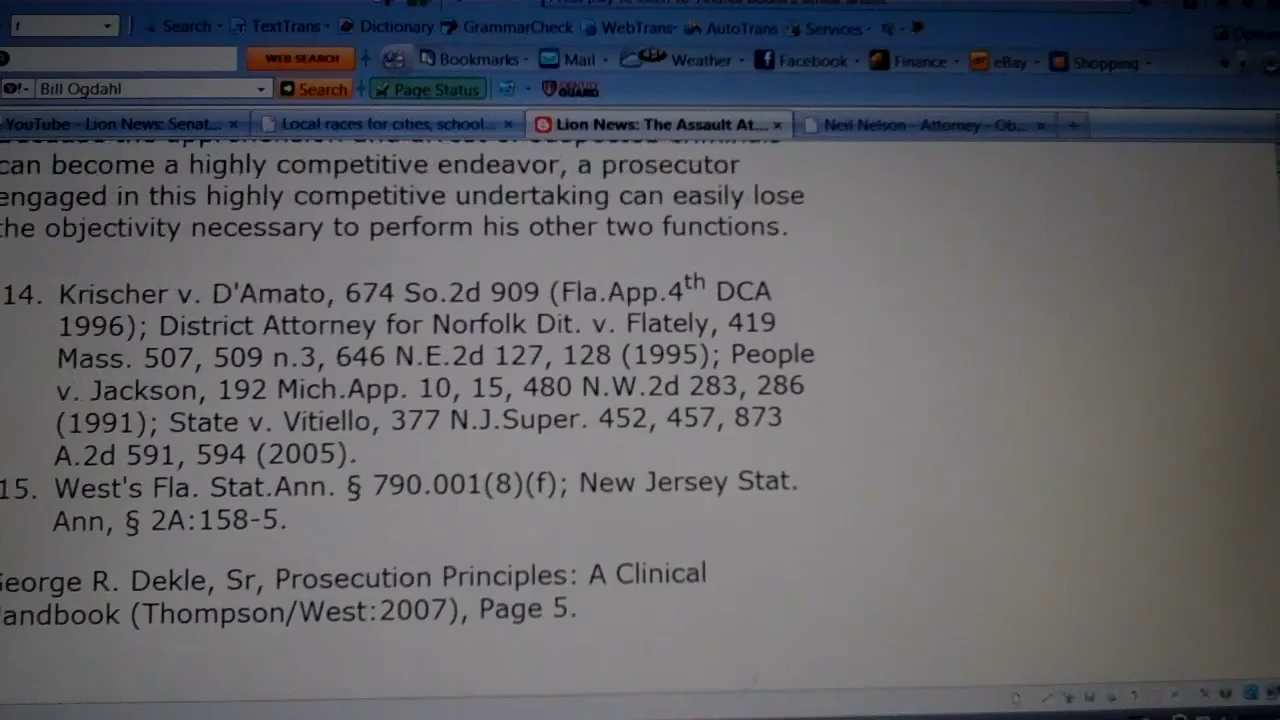 f
Search
TextTrans
Dictionary
GrammarCheck
WebTrans
AutoTrans
Services
WEB SEARCH
Bookmarks
Mail
Weather
Facebook
Finance
eBay
Shopping
Bill Ogdahl
Search
Page Status
GUARD
YouTube - Lion News: Senat...
Local races for cities, school...
Lion News: The Assault At...
Neil Nelson - Attorney - Ob...
can become a highly competitive endeavor, a prosecutor
engaged in this highly competitive undertaking can easily lose
the objectivity necessary to perform his other two functions.
14. Krischer v. D'Amato, 674 So.2d 909 (Fla.App.4th DCA
1996); District Attorney for Norfolk Dit. v. Flately, 419
Mass. 507, 509 n.3, 646 N.E.2d 127, 128 (1995); People
v. Jackson, 192 Mich.App. 10, 15, 480 N.W.2d 283, 286
(1991); State v. Vitiello, 377 N.J.Super. 452, 457, 873
A.2d 591, 594 (2005).
15. West's Fla. Stat.Ann. § 790.001(8)(f); New Jersey Stat.
Ann, § 2A:158-5.
George R. Dekle, Sr, Prosecution Principles: A Clinical
andbook (Thompson/West:2007), Page 5.